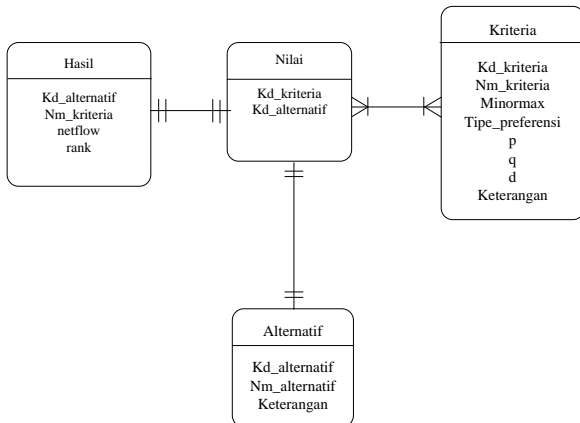 Hasil
Kd_alternatif
Nm_kriteria
netflow
rank
Nilai
Kd_kriteria
Kd_alternatif
Kriteria
Kd_kriteria
Nm_kriteria
Minormax
Tipe_preferensi
p
q
d
Keterangan
Alternatif
Kd_alternatif
Nm_alternatif
Keterangan